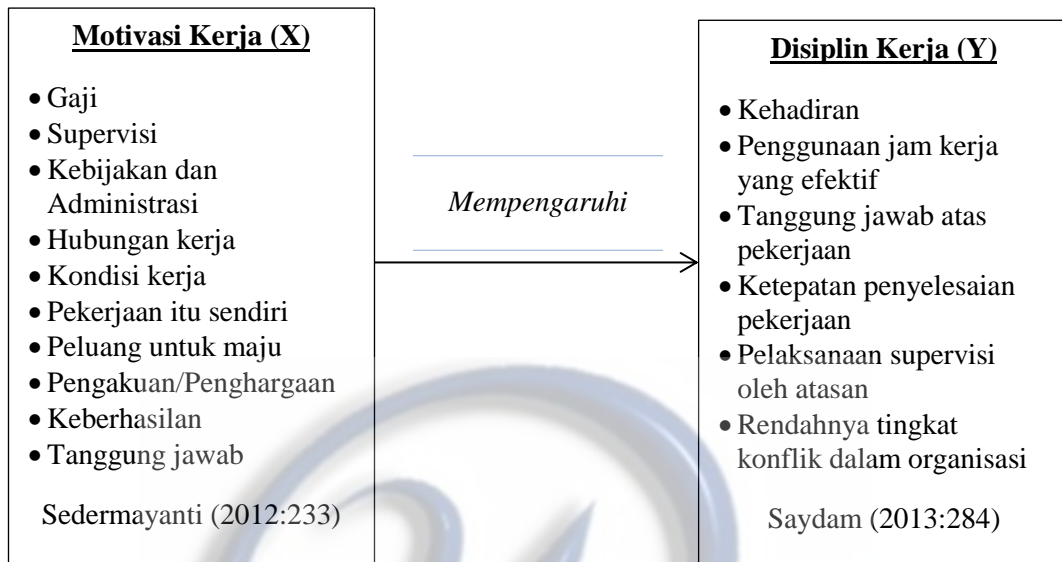 Motivasi Kerja (X)
• Gaji
• Supervisi
• Kebijakan dan
Administrasi
• Hubungan kerja
• Kondisi kerja
• Pekerjaan itu sendiri
• Peluang untuk maju
• Pengakuan/Penghargaan
• Keberhasilan
• Tanggung jawab
Sedermayanti (2012:233)
Mempengaruhi
Disiplin Kerja (Y)
• Kehadiran
• Penggunaan jam kerja
yang efektif
• Tanggung jawab atas
pekerjaan
• Ketepatan penyelesaian
pekerjaan
• Pelaksanaan supervisi
oleh atasan
• Rendahnya tingkat
konflik dalam organisasi
Saydam (2013:284)